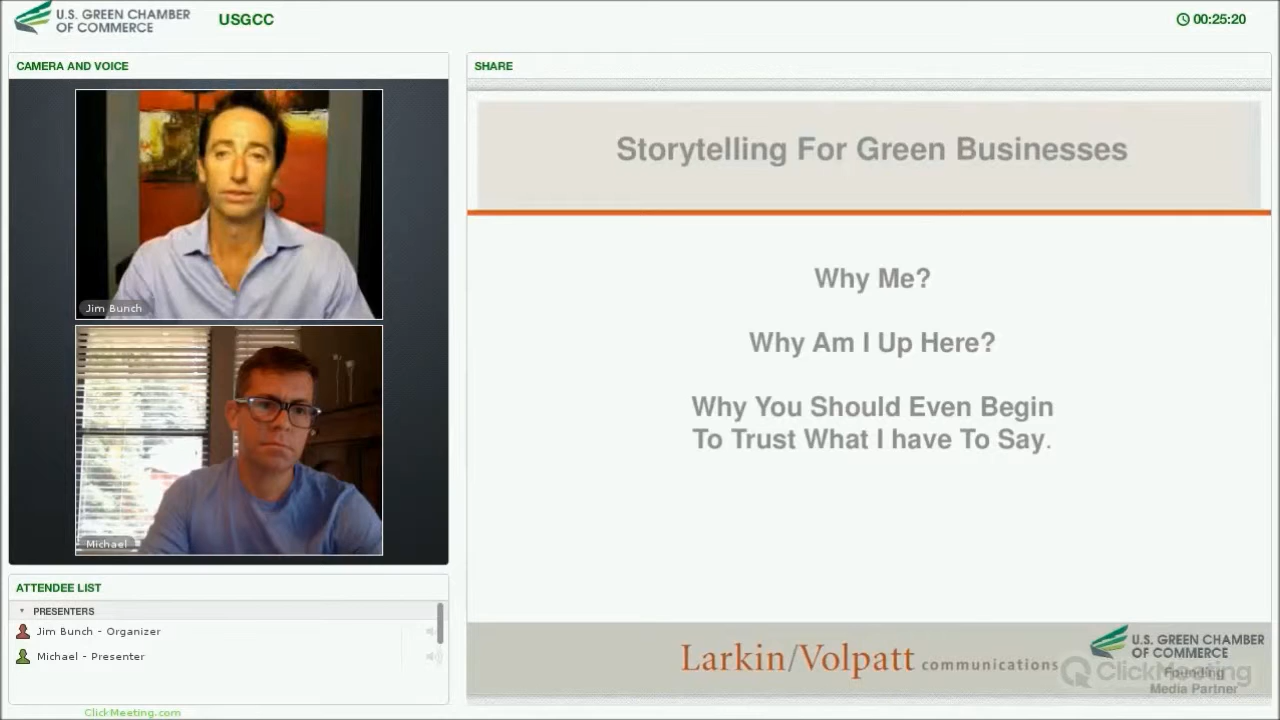 U.S. GREEN CHAMBER
OF COMMERCE
USGCC
00:25:20
CAMERA AND VOICE
Jim Bunch
Michael
ATTENDEE LIST
PRESENTERS
Jim Bunch - Organizer
Michael - Presenter
ClickMeeting.com
SHARE
Storytelling For Green Businesses
Why Me?
Why Am I Up Here?
Why You Should Even Begin
To Trust What I have To Say.
Larkin/Volpatt communications
U.S. GREEN CHAMBER
OF COMMERCE
ClickMeeting
Founding
Media Partner